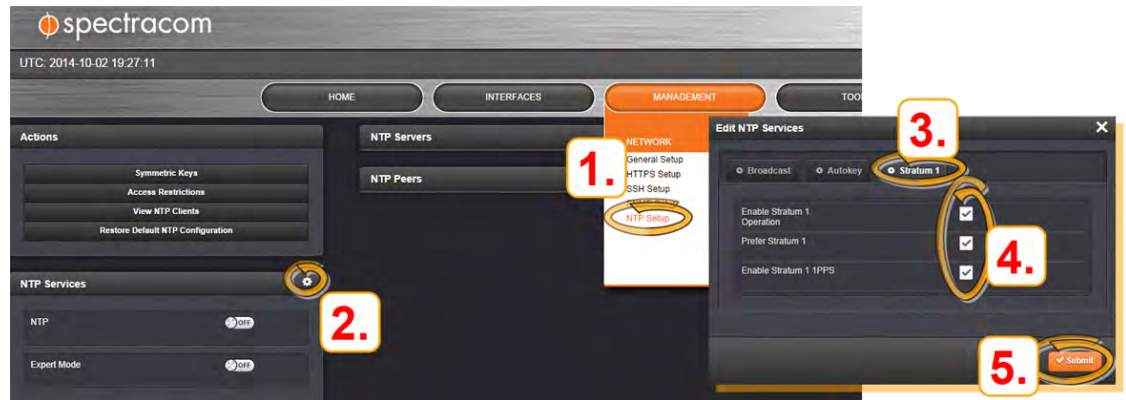 spectracom
UTC: 2014-10-02 19:27:11
HOME
INTERFACES
MANAGEMENT
Actions
Symmetric Keys
Access Restrictions
View NTP Clients
Restore Default NTP Configuration
NTP Servers
NTP Peers
1.
NETWORK
General Setup
HTTPS Setup
SSH Setup
NTP Setup
NTP Services
2.
NTP OFF
Expert Mode OFF
Edit NTP Services
3.
Broadcast Autokey Stratum 1
Enable Stratum 1
Operation
Prefer Stratum 1
Enable Stratum 1 1PPS
4.
5.
Submit